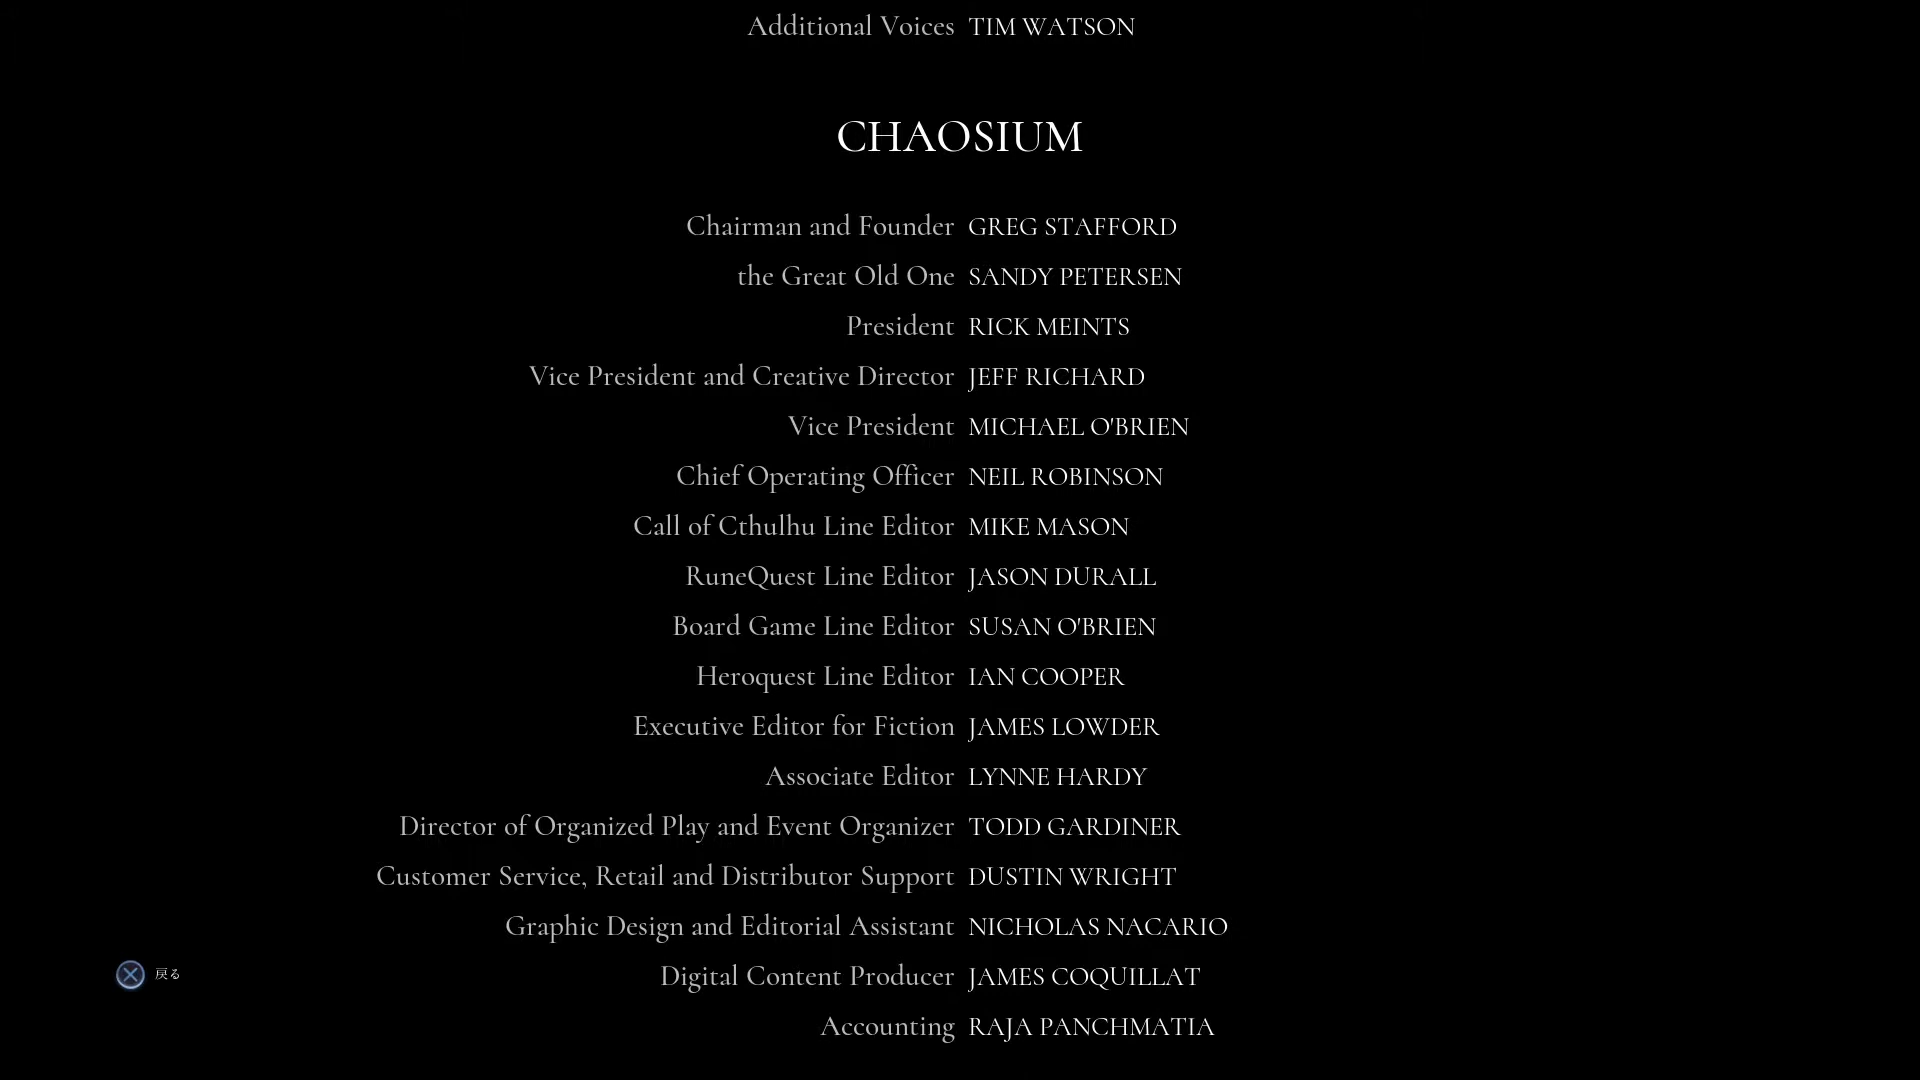 Additional Voices TIM WATSON
CHAOSIUM
Chairman and Founder GREG STAFFORD
the Great Old One SANDY PETERSEN
President RICK MEINTS
Vice President and Creative Director JEFF RICHARD
Vice President MICHAEL O'BRIEN
Chief Operating Officer NEIL ROBINSON
Call of Cthulhu Line Editor MIKE MASON
RuneQuest Line Editor JASON DURALL
Board Game Line Editor SUSAN O'BRIEN
Heroquest Line Editor IAN COOPER
Executive Editor for Fiction JAMES LOWDER
Associate Editor LYNNE HARDY
Director of Organized Play and Event Organizer TODD GARDINER
Customer Service, Retail and Distributor Support DUSTIN WRIGHT
Graphic Design and Editorial Assistant NICHOLAS NACARIO
戻る
Digital Content Producer JAMES COQUILLAT
Accounting RAJA PANCHMATIA